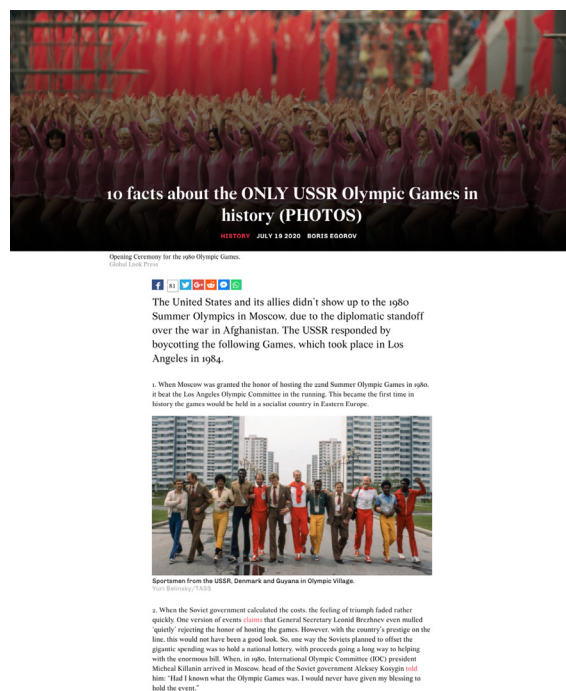 10 facts about the ONLY USSR Olympic Games in
history (PHOTOS)
HISTORY JULY 19 2020 BORIS EGOROV
Opening Ceremony for the 1980 Olympic Games.
Global Look Press
81
The United States and its allies didn't show up to the 1980
Summer Olympics in Moscow, due to the diplomatic standoff
over the war in Afghanistan. The USSR responded by
boycotting the following Games, which took place in Los
Angeles in 1984.
1. When Moscow was granted the honor of hosting the 22nd Summer Olympic Games in 1980,
it beat the Los Angeles Olympic Committee in the running. This became the first time in
history the games would be held in a socialist country in Eastern Europe.
Sportsmen from the USSR, Denmark and Guyana in Olympic Village.
Yuri Belinsky/TASS
2. When the Soviet government calculated the costs, the feeling of triumph faded rather
quickly. One version of events claims that General Secretary Leonid Brezhnev even mulled
'quietly' rejecting the honor of hosting the games. However, with the country's prestige on the
line, this would not have been a good look. So, one way the Soviets planned to offset the
gigantic spending was to hold a national lottery, with proceeds going a long way to helping
with the enormous bill. When, in 1980, International Olympic Committee (IOC) president
Micheal Killanin arrived in Moscow, head of the Soviet government Aleksey Kosygin told
him: "Had I known what the Olympic Games was, I would never have given my blessing to
hold the event."